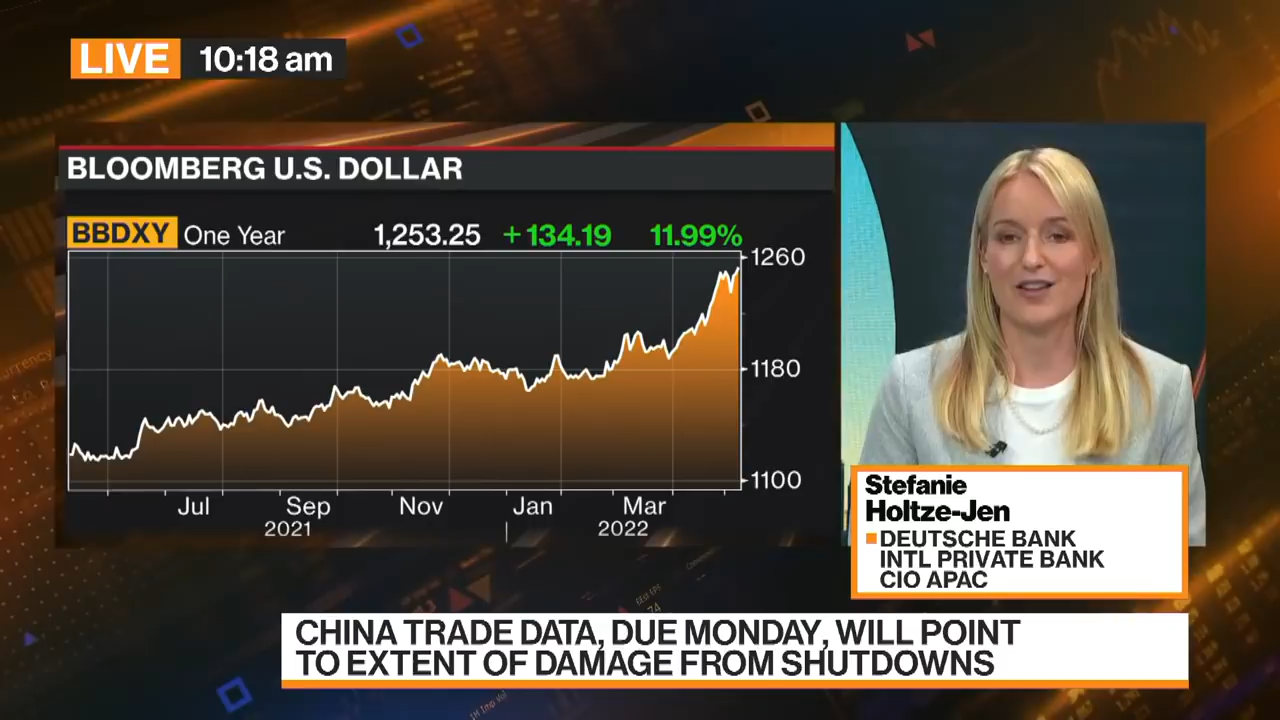 LIVE 10:18 am
BLOOMBERG U.S. DOLLAR
BBDXY One Year 1,253.25 +134.19 11.99%
1260
1180
1100
Jul Sep Nov Jan Mar
2021 2022
Stefanie
Holtze-Jen
DEUTSCHE BANK
INTL PRIVATE BANK
CIO APAC
CHINA TRADE DATA, DUE MONDAY, WILL POINT
TO EXTENT OF DAMAGE FROM SHUTDOWNS